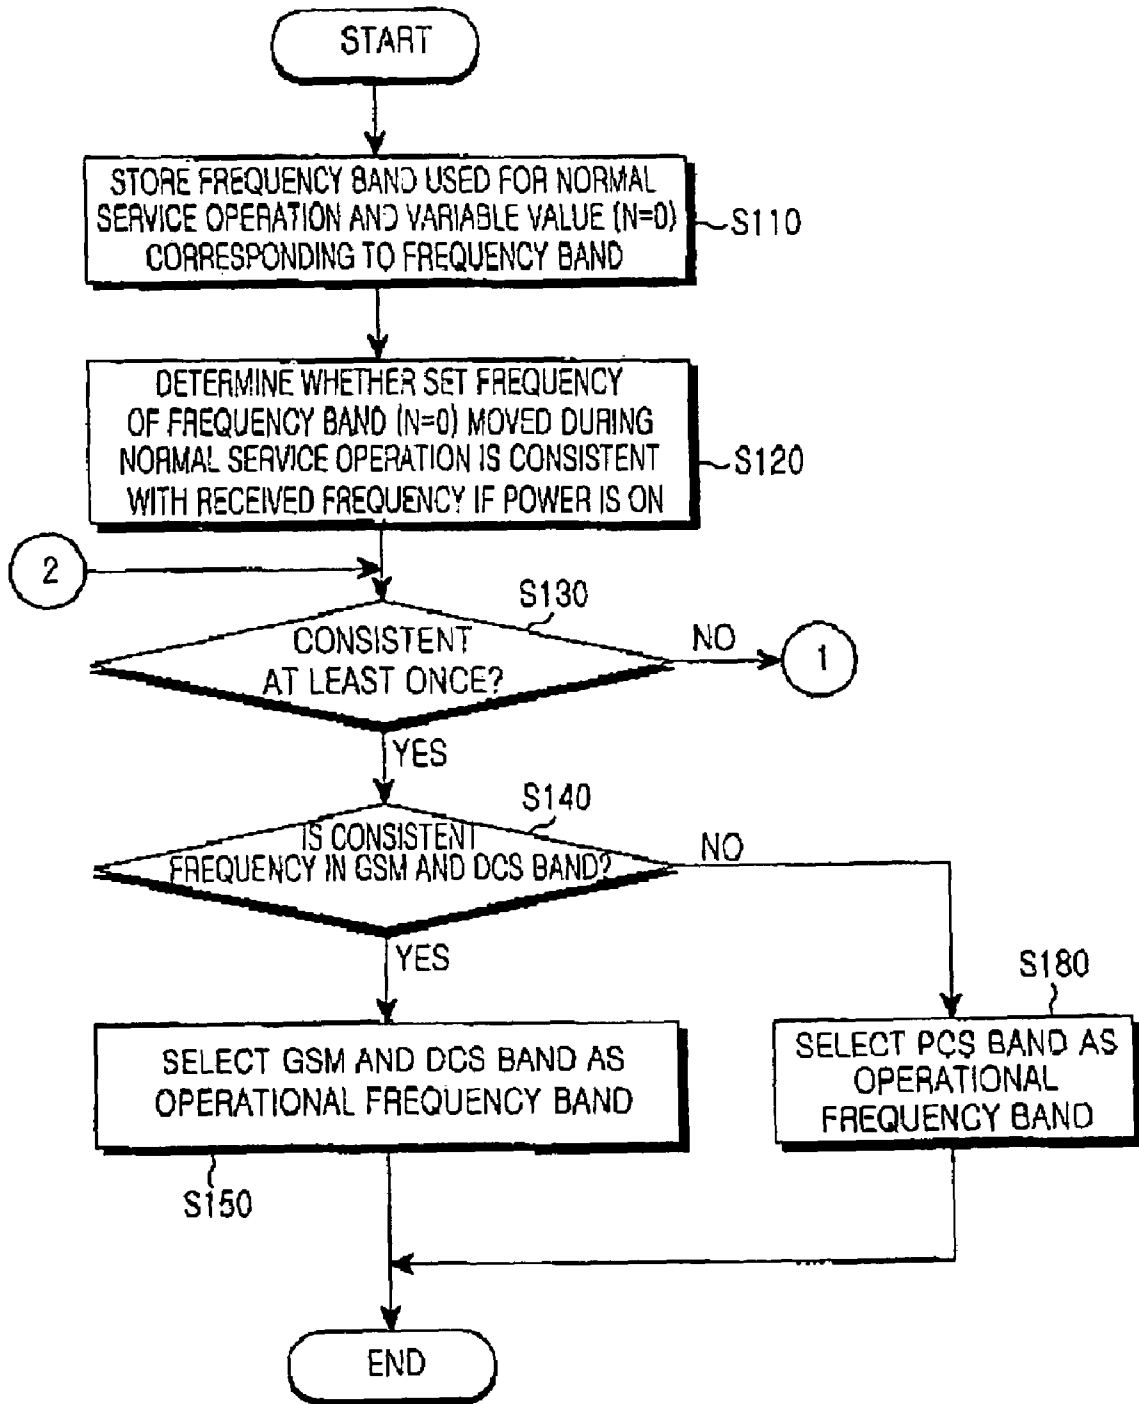 START
STORE FREQUENCY BAND USED FOR NORMAL
SERVICE OPERATION AND VARIABLE VALUE (N=0)
CORRESPONDING TO FREQUENCY BAND
S110
DETERMINE WHETHER SET FREQUENCY
OF FREQUENCY BAND (N=0) MOVED DURING
NORMAL SERVICE OPERATION IS CONSISTENT
WITH RECEIVED FREQUENCY IF POWER IS ON
S120
2
S130
CONSISTENT
AT LEAST ONCE?
NO
1
YES
S140
IS CONSISTENT
FREQUENCY IN GSM AND DCS BAND?
NO
YES
S180
SELECT GSM AND DCS BAND AS
OPERATIONAL FREQUENCY BAND
S150
SELECT PCS BAND AS
OPERATIONAL
FREQUENCY BAND
END